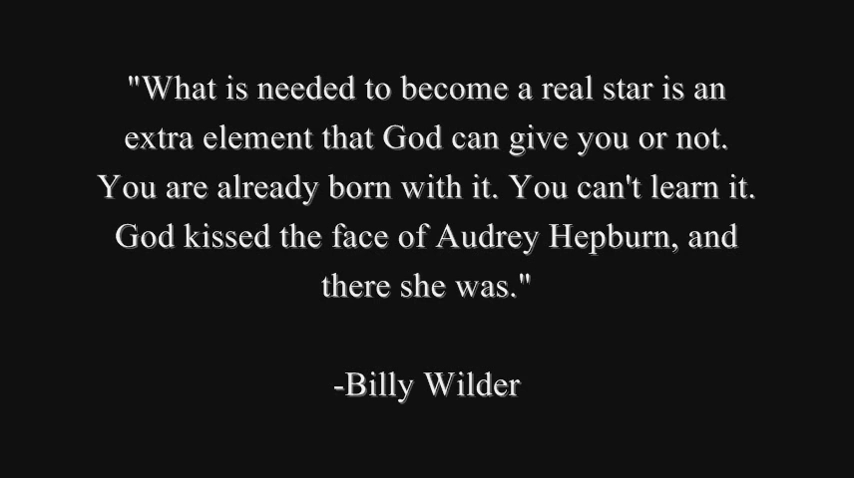 "What is needed to become a real star is an
extra element that God can give you or not.
You are already born with it. You can't learn it.
God kissed the face of Audrey Hepburn, and
there she was."
-Billy Wilder